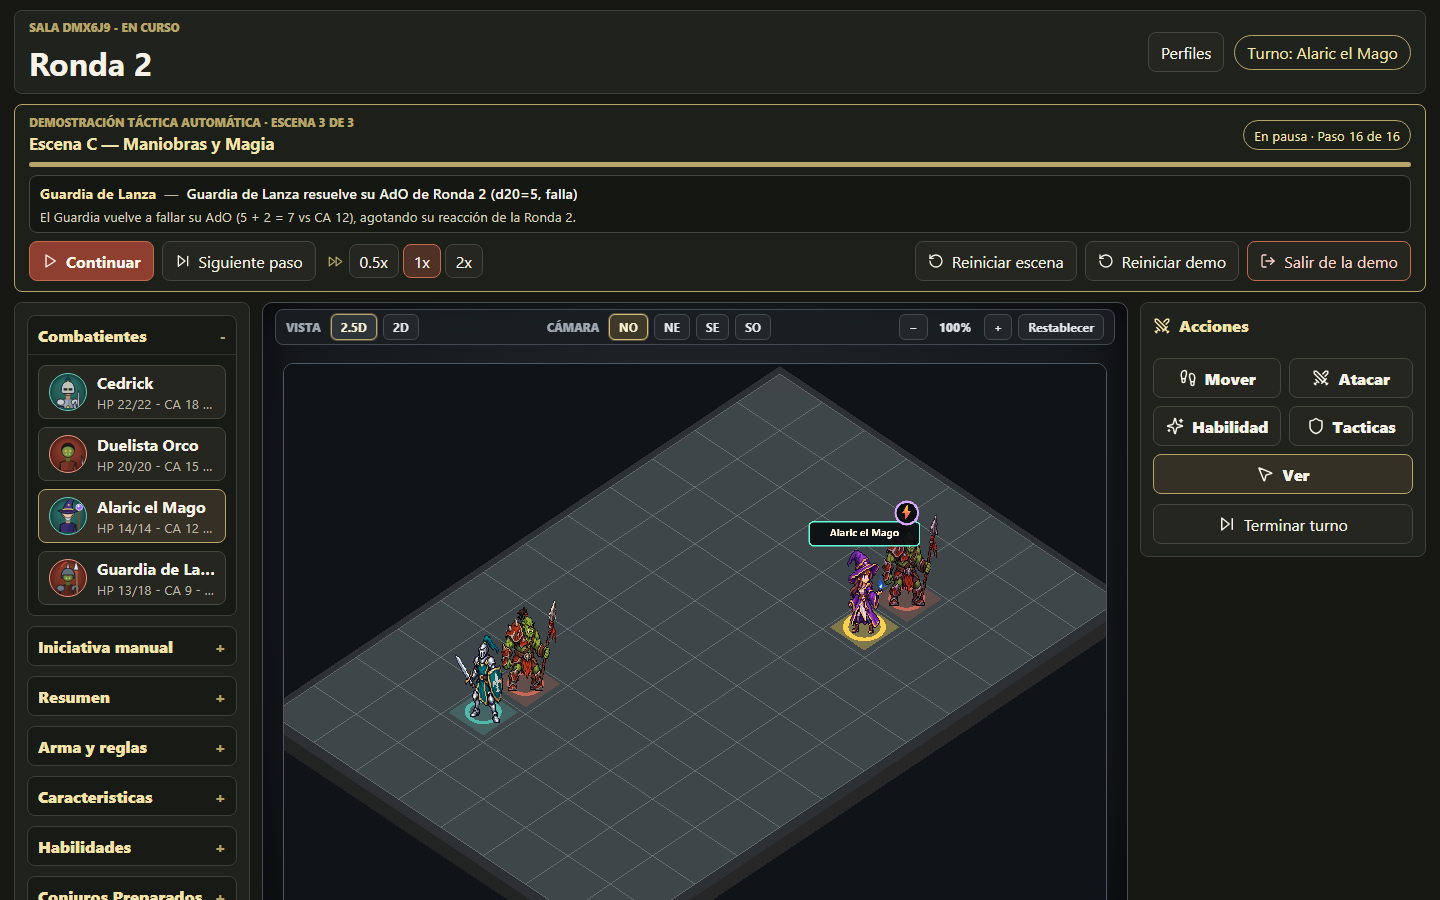 SALA DMX6J9 - EN CURSO
Ronda 2
Perfiles
Turno: Alaric el Mago
DEMOSTRACIÓN TÁCTICA AUTOMÁTICA · ESCENA 3 DE 3
Escena C — Maniobras y Magia
En pausa · Paso 16 de 16
Guardia de Lanza — Guardia de Lanza resuelve su AdO de Ronda 2 (d20=5, falla)
El Guardia vuelve a fallar su AdO (5 + 2 = 7 vs CA 12), agotando su reacción de la Ronda 2.
Continuar
Siguiente paso
0.5x
1x
2x
Reiniciar escena
Reiniciar demo
Salir de la demo
Combatientes -
Cedrick
HP 22/22 - CA 18 ...
Duelista Orco
HP 20/20 - CA 15 ...
Alaric el Mago
HP 14/14 - CA 12 ...
Guardia de La...
HP 13/18 - CA 9 - ...
Iniciativa manual +
Resumen +
Arma y reglas +
Caracteristicas +
Habilidades +
Conjuros Preparados +
VISTA
2.5D
2D
CÁMARA
NO
NE
SE
SO
–
100%
+
Restablecer
Alaric el Mago
Acciones
Mover
Atacar
Habilidad
Tacticas
Ver
Terminar turno